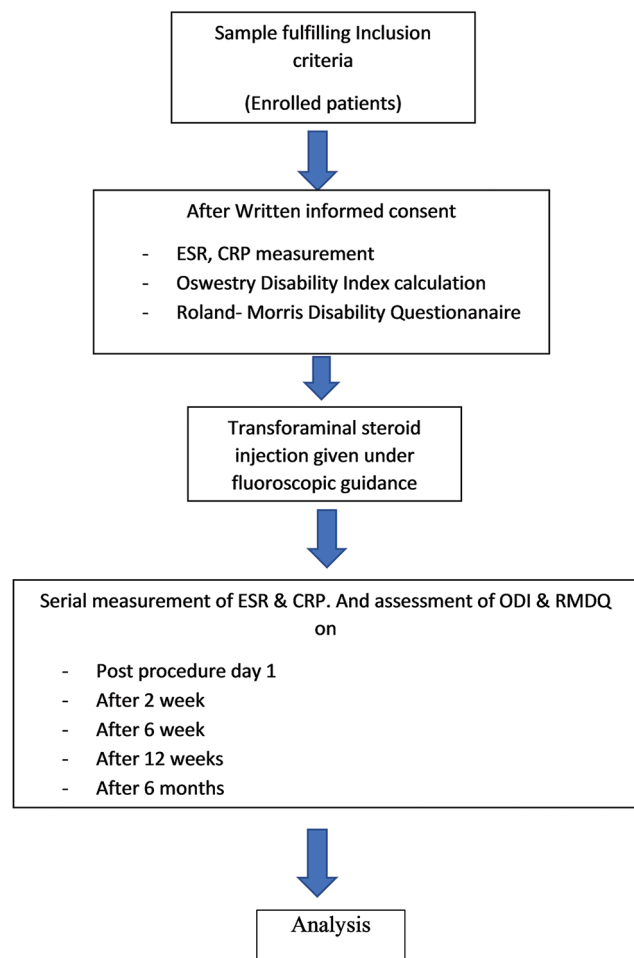 Sample fulfilling Inclusion
criteria
(Enrolled patients)
After Written informed consent
- ESR, CRP measurement
- Oswestry Disability Index calculation
- Roland- Morris Disability Questionanaire
Transforaminal steroid
injection given under
fluoroscopic guidance
Serial measurement of ESR & CRP. And assessment of ODI & RMDQ
on
- Post procedure day 1
- After 2 week
- After 6 week
- After 12 weeks
- After 6 months
Analysis